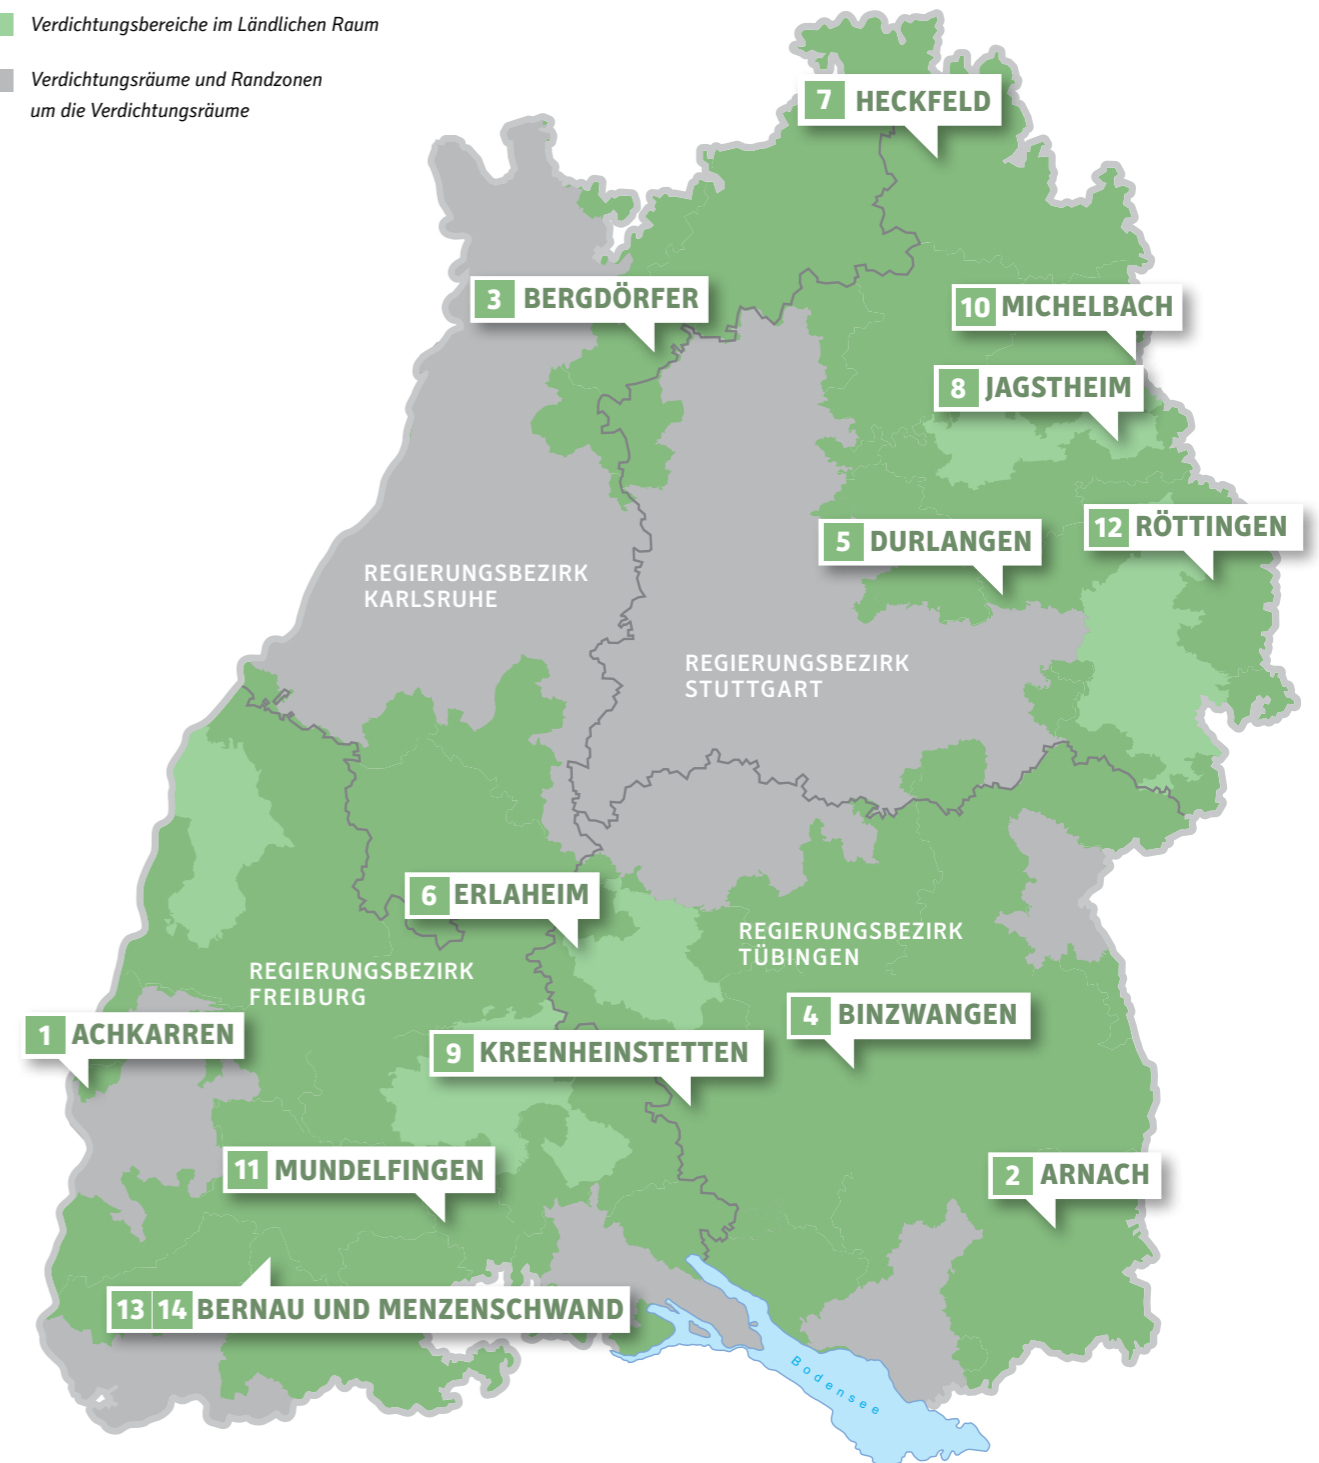 Verdichtungsbereiche im Ländlichen Raum
Verdichtungsräume und Randzonen
um die Verdichtungsräume
7 HECKFELD
3 BERGDÖRFER
10 MICHELBACH
8 JAGSTHEIM
12 RÖTTINGEN
5 DURLANGEN
REGIERUNGSBEZIRK
KARLSRUHE
REGIERUNGSBEZIRK
STUTTGART
6 ERLAHEIM
REGIERUNGSBEZIRK
TÜBINGEN
REGIERUNGSBEZIRK
FREIBURG
4 BINZWANGEN
1 ACHKARREN
9 KREENHEINSTETTEN
11 MUNDELFINGEN
2 ARNACH
13 14 BERNAU UND MENZENSCHWAND
Bodensee